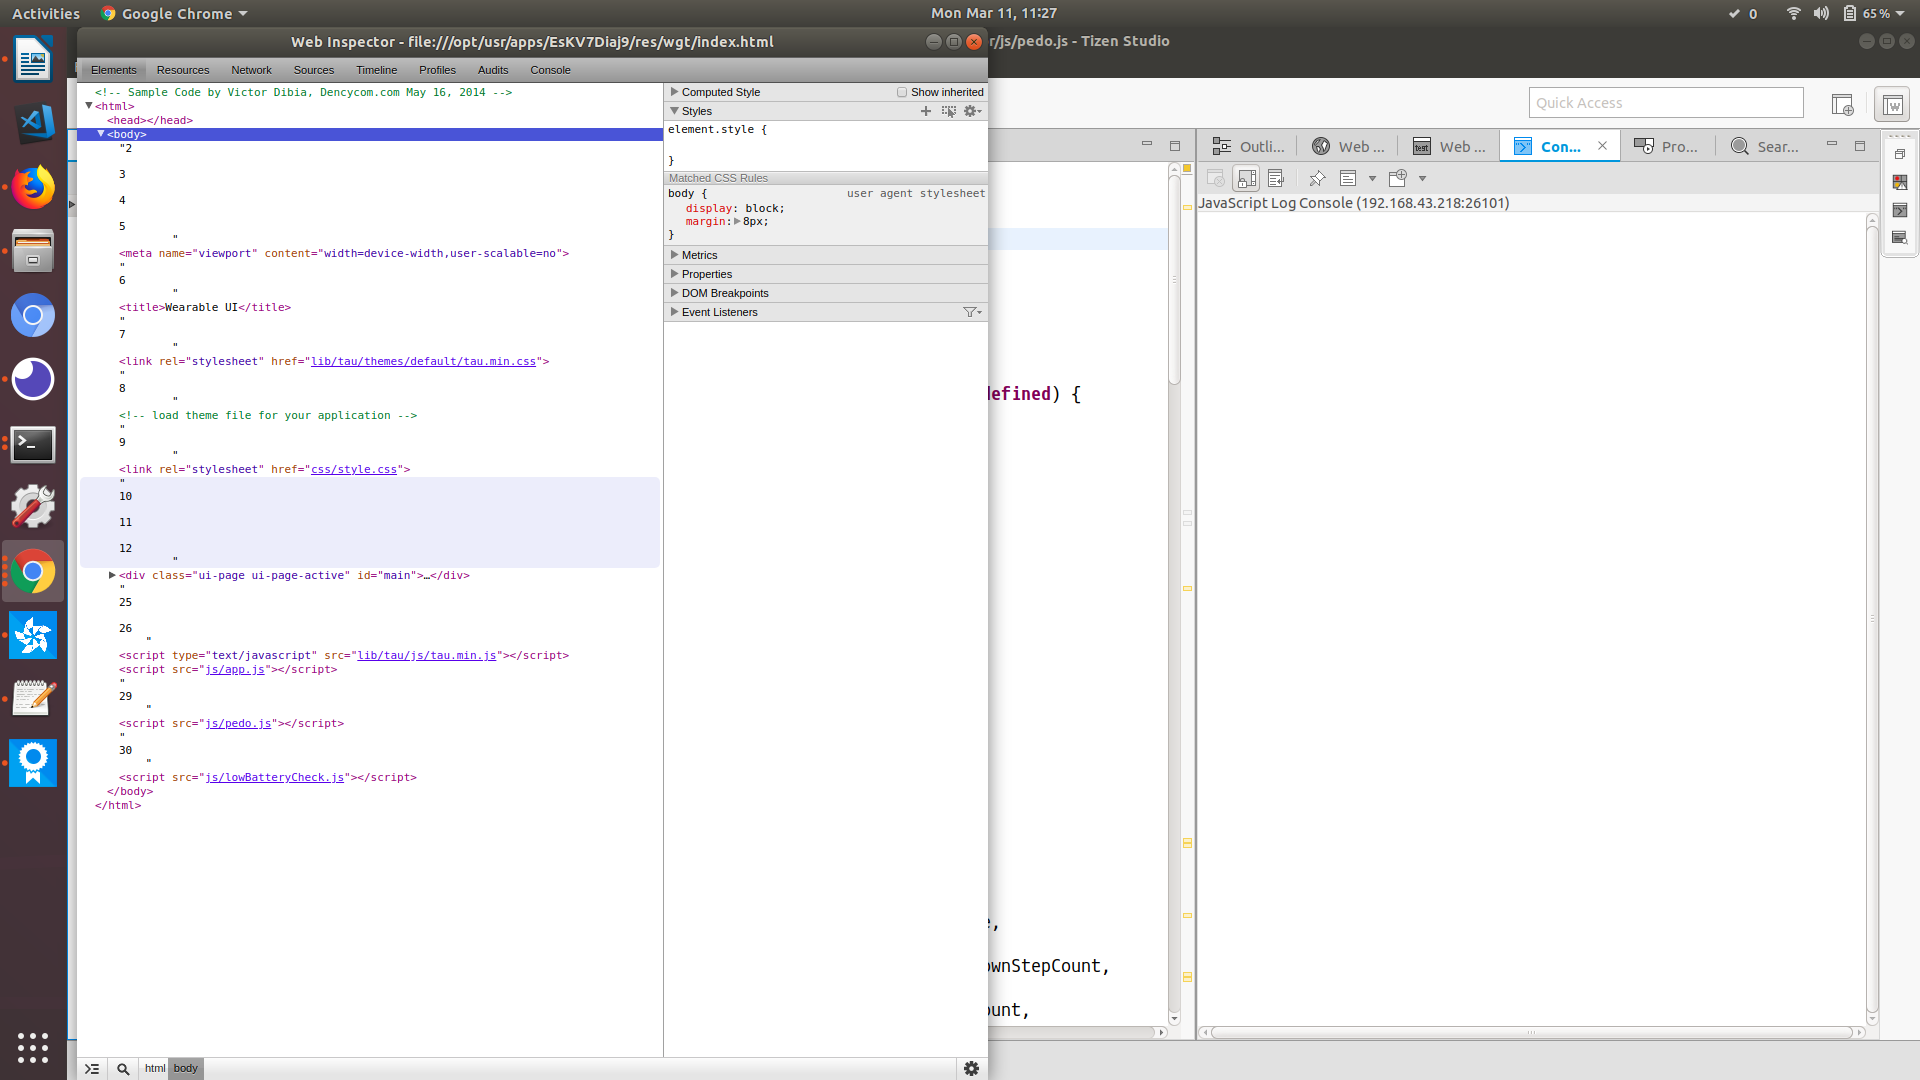 Activities
Google Chrome
Mon Mar 11, 11:27
0
65 %
Web Inspector - file:///opt/usr/apps/EsKV7Diaj9/res/wgt/index.html
r/js/pedo.js - Tizen Studio
Elements
Resources
Network
Sources
Timeline
Profiles
Audits
Console
<!-- Sample Code by Victor Dibia, Dencycom.com May 16, 2014 -->
<html>
<head></head>
<body>
"2
3
4
5
"
<meta name="viewport" content="width=device-width,user-scalable=no">
"
6
"
<title>Wearable UI</title>
"
7
"
<link rel="stylesheet" href="lib/tau/themes/default/tau.min.css">
"
8
"
<!-- load theme file for your application -->
"
9
"
<link rel="stylesheet" href="css/style.css">
"
10
11
12
"
<div class="ui-page ui-page-active" id="main">…</div>
"
25
26
"
<script type="text/javascript" src="lib/tau/js/tau.min.js"></script>
<script src="js/app.js"></script>
"
29
"
<script src="js/pedo.js"></script>
"
30
"
<script src="js/lowBatteryCheck.js"></script>
</body>
</html>
html
body
Computed Style
Show inherited
Styles
element.style {
}
Matched CSS Rules
body {
user agent stylesheet
display: block;
margin: 8px;
}
Metrics
Properties
DOM Breakpoints
Event Listeners
defined) {
e,
ownStepCount,
ount,
Quick Access
Outli...
Web ...
Web ...
Con...
Pro...
Sear...
JavaScript Log Console (192.168.43.218:26101)